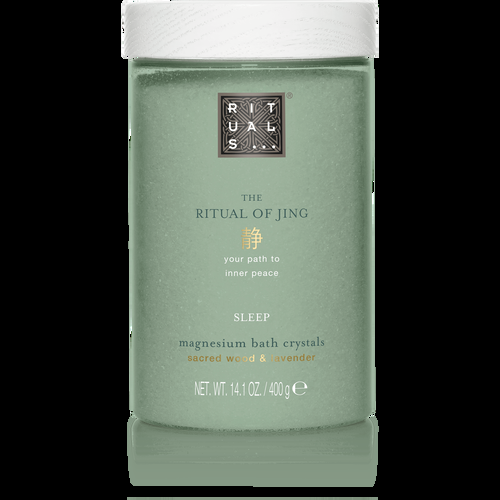 RIT
UALS
S...
®
THE
RITUAL OF JING
静
your path to
inner peace
SLEEP
magnesium bath crystals
sacred wood & lavender
NET. WT. 14.1 OZ. / 400 g ℮